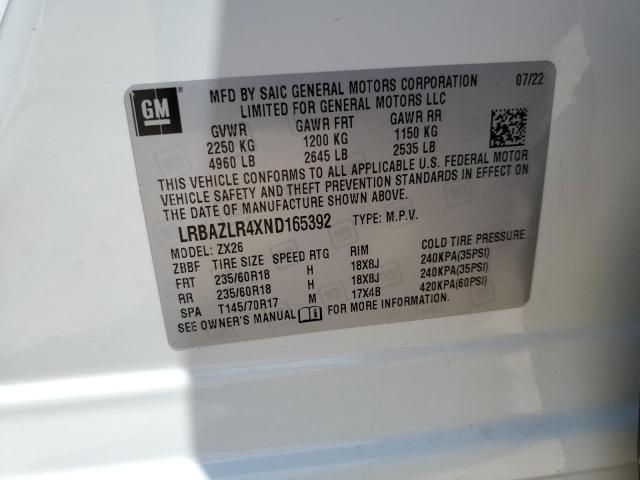 GM
MFD BY SAIC GENERAL MOTORS CORPORATION 07/22
LIMITED FOR GENERAL MOTORS LLC
GVWR GAWR FRT GAWR RR
2250 KG 1200 KG 1150 KG
4960 LB 2645 LB 2535 LB
THIS VEHICLE CONFORMS TO ALL APPLICABLE U.S. FEDERAL MOTOR
VEHICLE SAFETY AND THEFT PREVENTION STANDARDS IN EFFECT ON
THE DATE OF MANUFACTURE SHOWN ABOVE.
LRBAZLR4XND165392 TYPE: M.P.V.
MODEL: ZX26
ZBBF TIRE SIZE SPEED RTG RIM COLD TIRE PRESSURE
FRT 235/60R18 H 18X8J 240KPA(35PSI)
RR 235/60R18 H 18X8J 240KPA(35PSI)
SPA T145/70R17 M 17X4B 420KPA(60PSI)
SEE OWNER'S MANUAL FOR MORE INFORMATION.